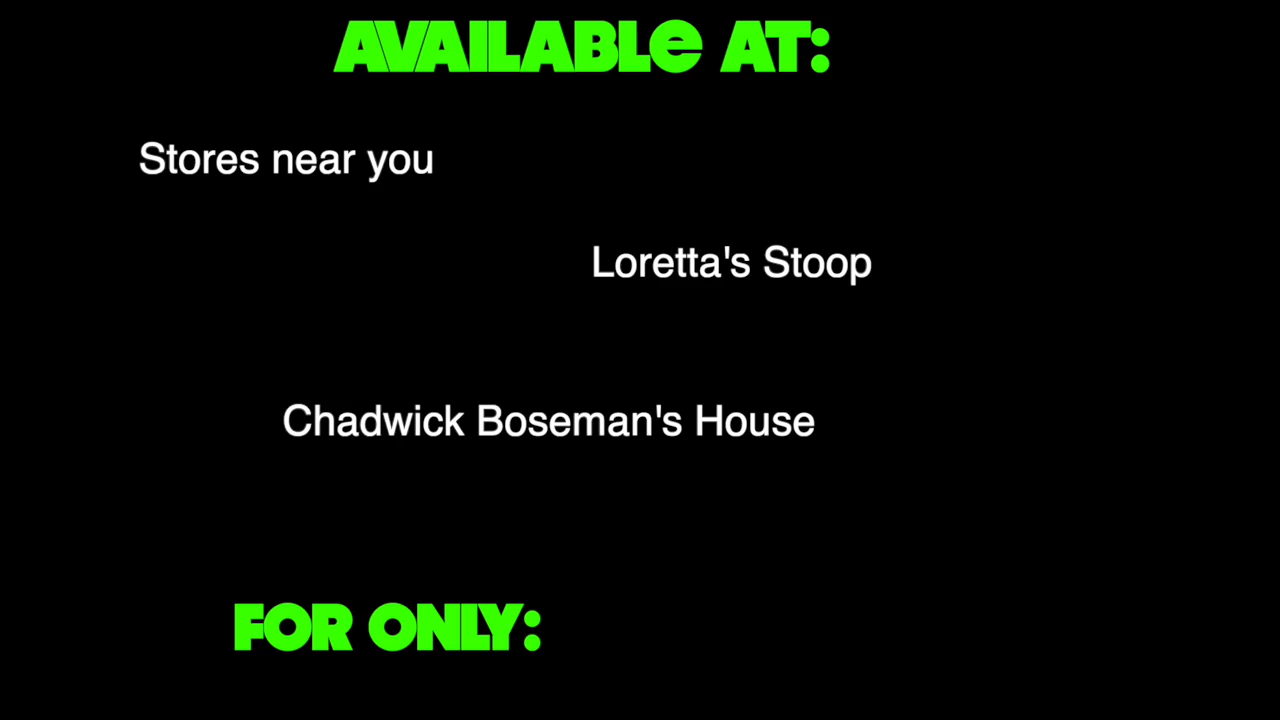 AVAILABLE AT:
Stores near you
Loretta's Stoop
Chadwick Boseman's House
FOR ONLY: